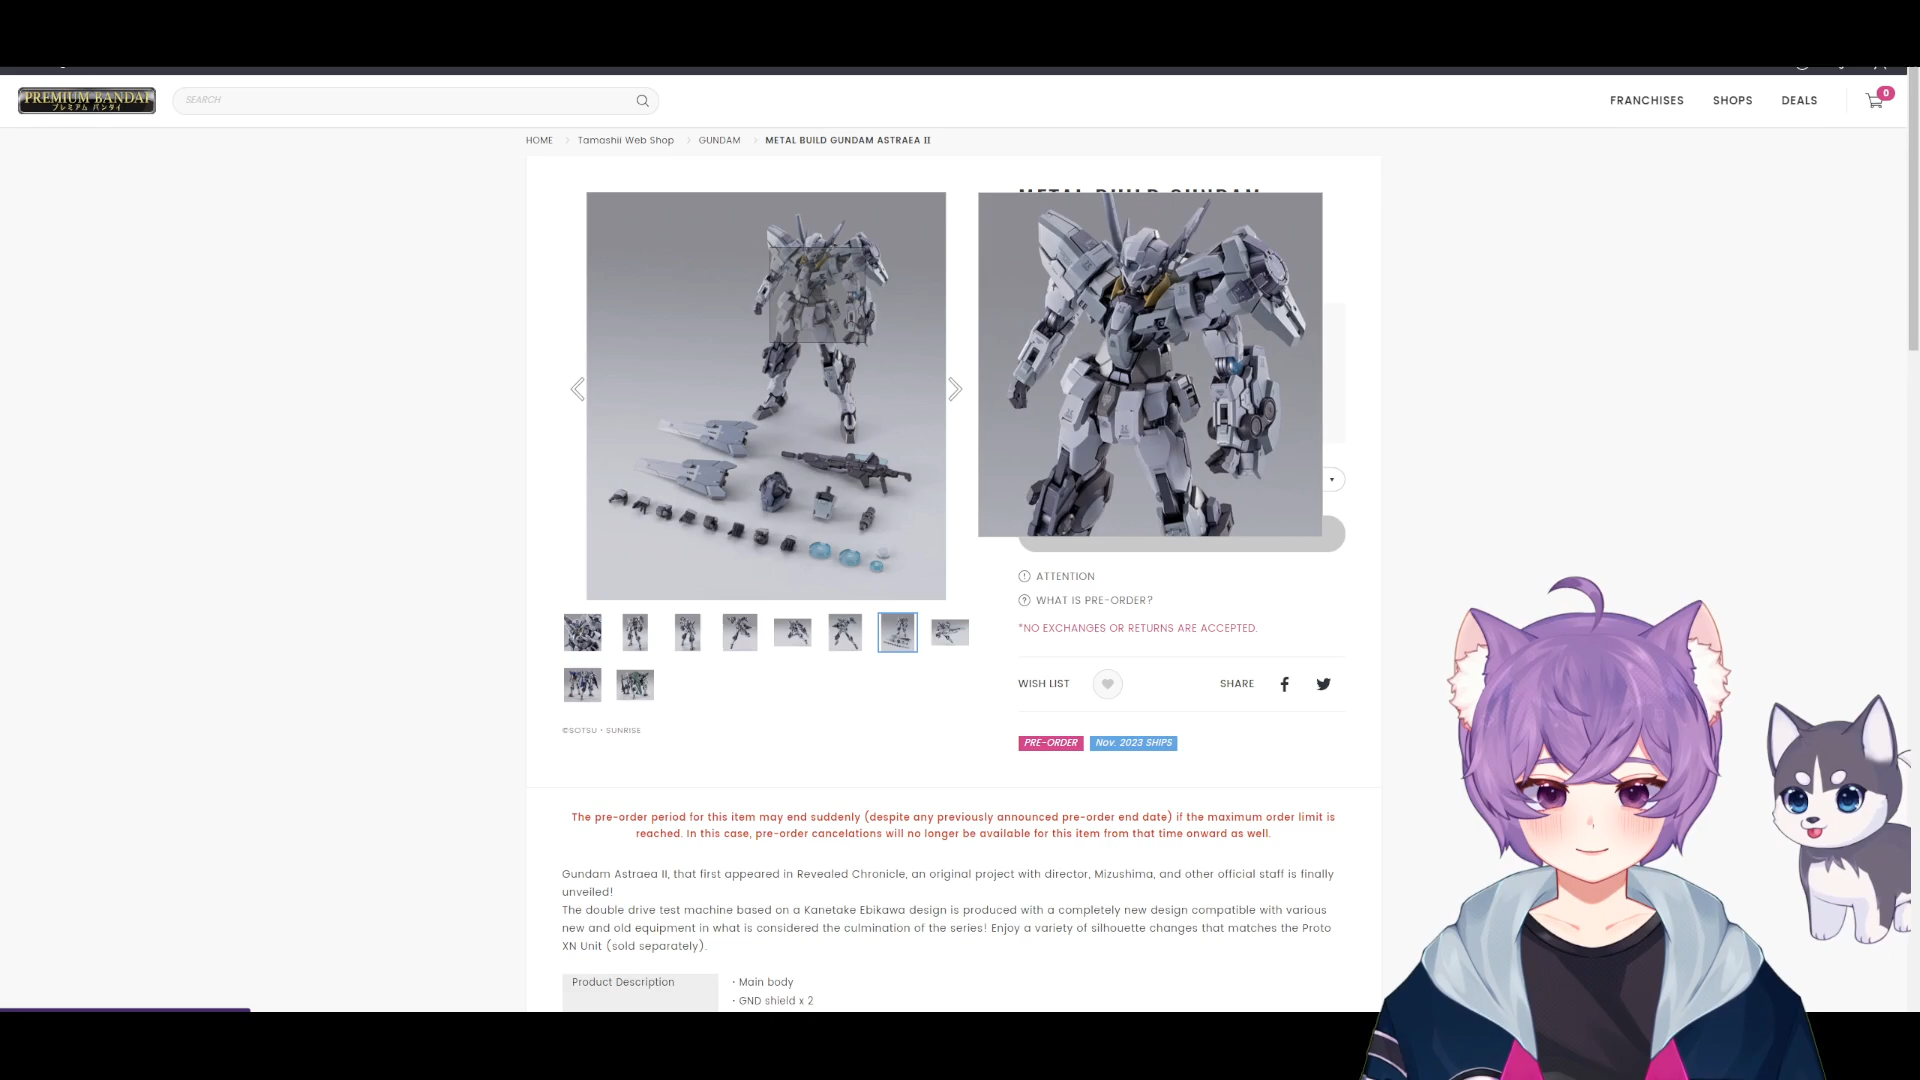 PREMIUM BANDAI
プレミアム バンダイ
SEARCH
FRANCHISES
SHOPS
DEALS
0
HOME
Tamashii Web Shop
GUNDAM
METAL BUILD GUNDAM ASTRAEA II
METAL BUILD GUNDAM
ATTENTION
WHAT IS PRE-ORDER?
*NO EXCHANGES OR RETURNS ARE ACCEPTED.
WISH LIST
SHARE
©SOTSU・SUNRISE
PRE-ORDER
Nov. 2023 SHIPS
The pre-order period for this item may end suddenly (despite any previously announced pre-order end date) if the maximum order limit is
reached. In this case, pre-order cancelations will no longer be available for this item from that time onward as well.
Gundam Astraea II, that first appeared in Revealed Chronicle, an original project with director, Mizushima, and other official staff is finally
unveiled!
The double drive test machine based on a Kanetake Ebikawa design is produced with a completely new design compatible with various
new and old equipment in what is considered the culmination of the series! Enjoy a variety of silhouette changes that matches the Proto
XN Unit (sold separately).
Product Description
・Main body
・GND shield x 2